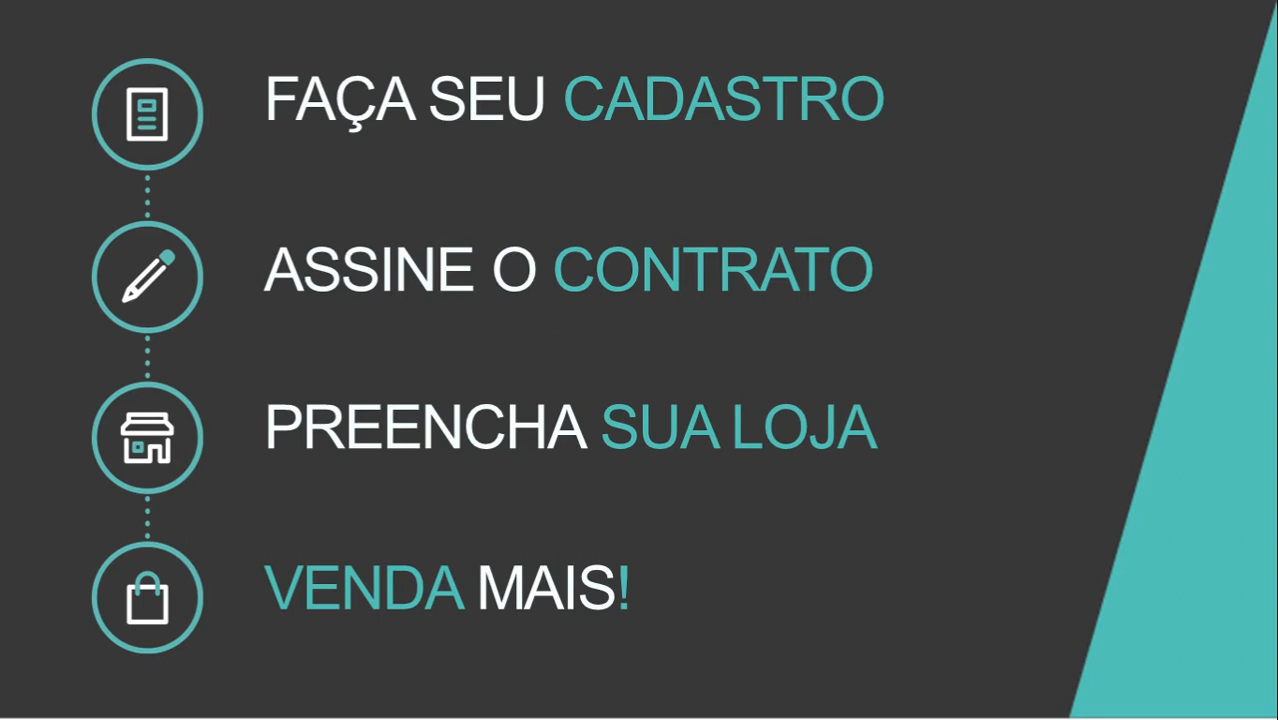 FAÇA SEU CADASTRO
ASSINE O CONTRATO
PREENCHA SUA LOJA
VENDA MAIS!